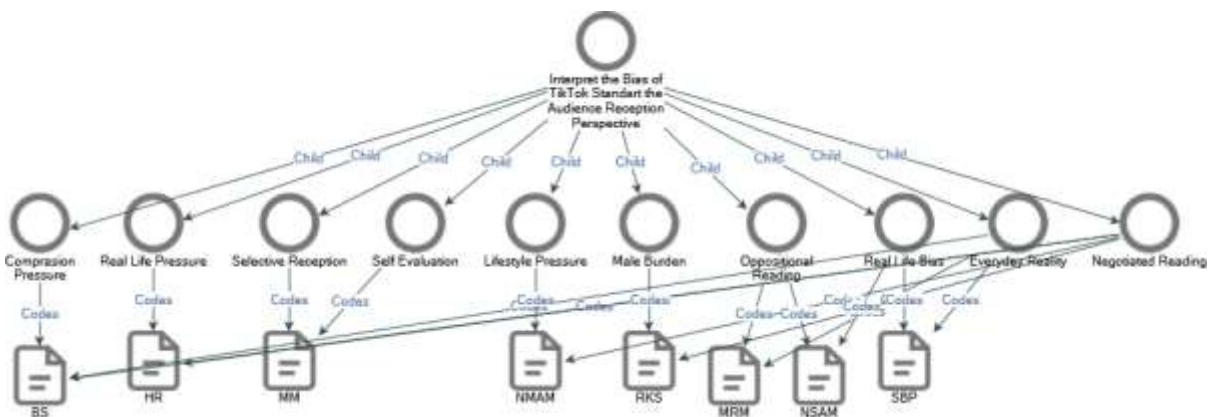 Interpret the Bias of
TikTok Standart the
Audience Reception
Perspective
Child
Child
Child
Child
Child
Child
Child
Child
Child
Child
Comprasion
Pressure
Real Life Pressure
Selective Reception
Self Evaluation
Lifestyle Pressure
Male Burden
Oppositional
Reading
Real Life Bias
Everyday Reality
Negotiated Reading
Codes
Codes
Codes
Codes
Codes
Codes
Codes
Codes
Codes
Codes
Codes
Codes
Codes
BS
HR
MM
NMAM
RKS
MRM
NSAM
SBP